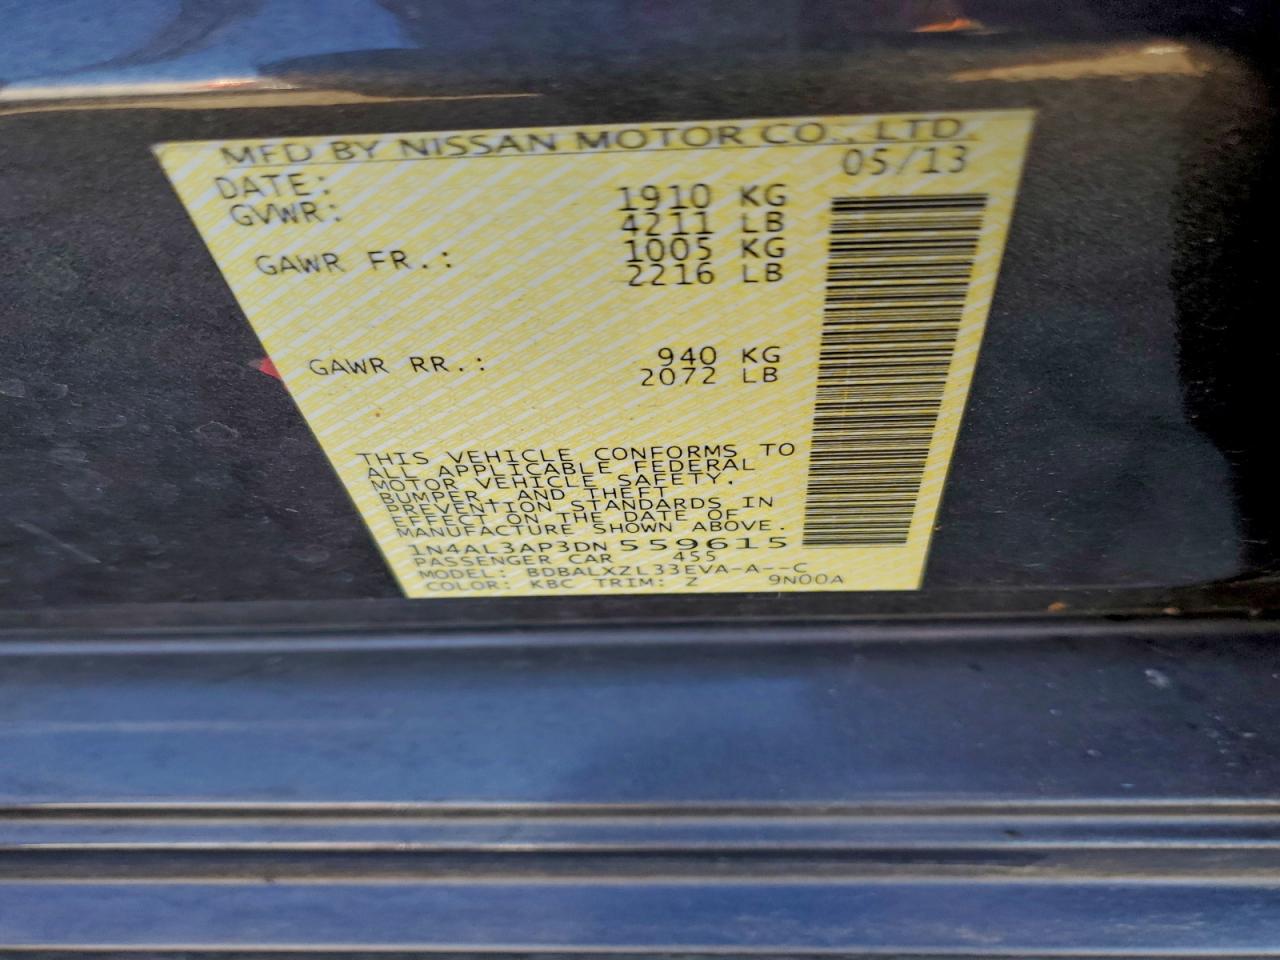 MFD BY NISSAN MOTOR CO., LTD.
DATE: 05/13
GVWR: 1910 KG
4211 LB
GAWR FR.: 1005 KG
2216 LB
GAWR RR.: 940 KG
2072 LB
THIS VEHICLE CONFORMS TO
ALL APPLICABLE FEDERAL
MOTOR VEHICLE SAFETY,
BUMPER, AND THEFT
PREVENTION STANDARDS IN
EFFECT ON THE DATE OF
MANUFACTURE SHOWN ABOVE.
1N4AL3AP3DN 559615
PASSENGER CAR 455
MODEL: BDBALXZL33EVA-A--C
COLOR: KBC TRIM: Z 9N00A